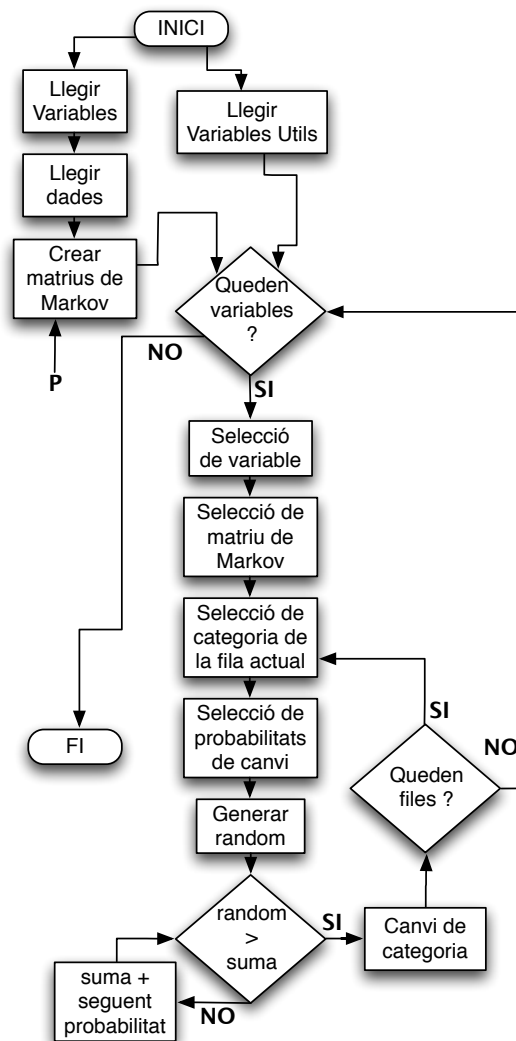 INICI
Llegir
Variables
Llegir
Variables Utils
Llegir
dades
Crear
matrius de
Markov
P
Queden
variables
?
NO
SI
Selecció
de variable
Selecció de
matriu de
Markov
Selecció de
categoria de
la fila actual
Selecció de
probabilitats
de canvi
Generar
random
random
>
suma
NO
suma +
seguent
probabilitat
SI
Canvi de
categoria
Queden
files ?
SI
NO
FI